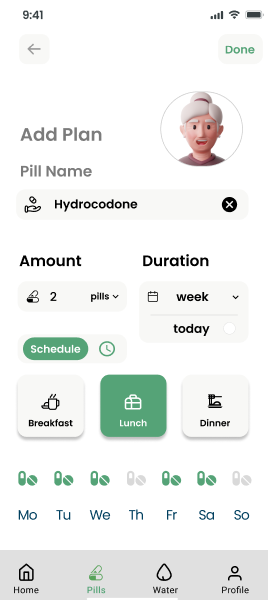 9:41
Done
Add Plan
Pill Name
Hydrocodone
Amount Duration
2 pills week
today
Schedule
Breakfast Lunch Dinner
Mo Tu We Th Fr Sa So
Home Pills Water Profile